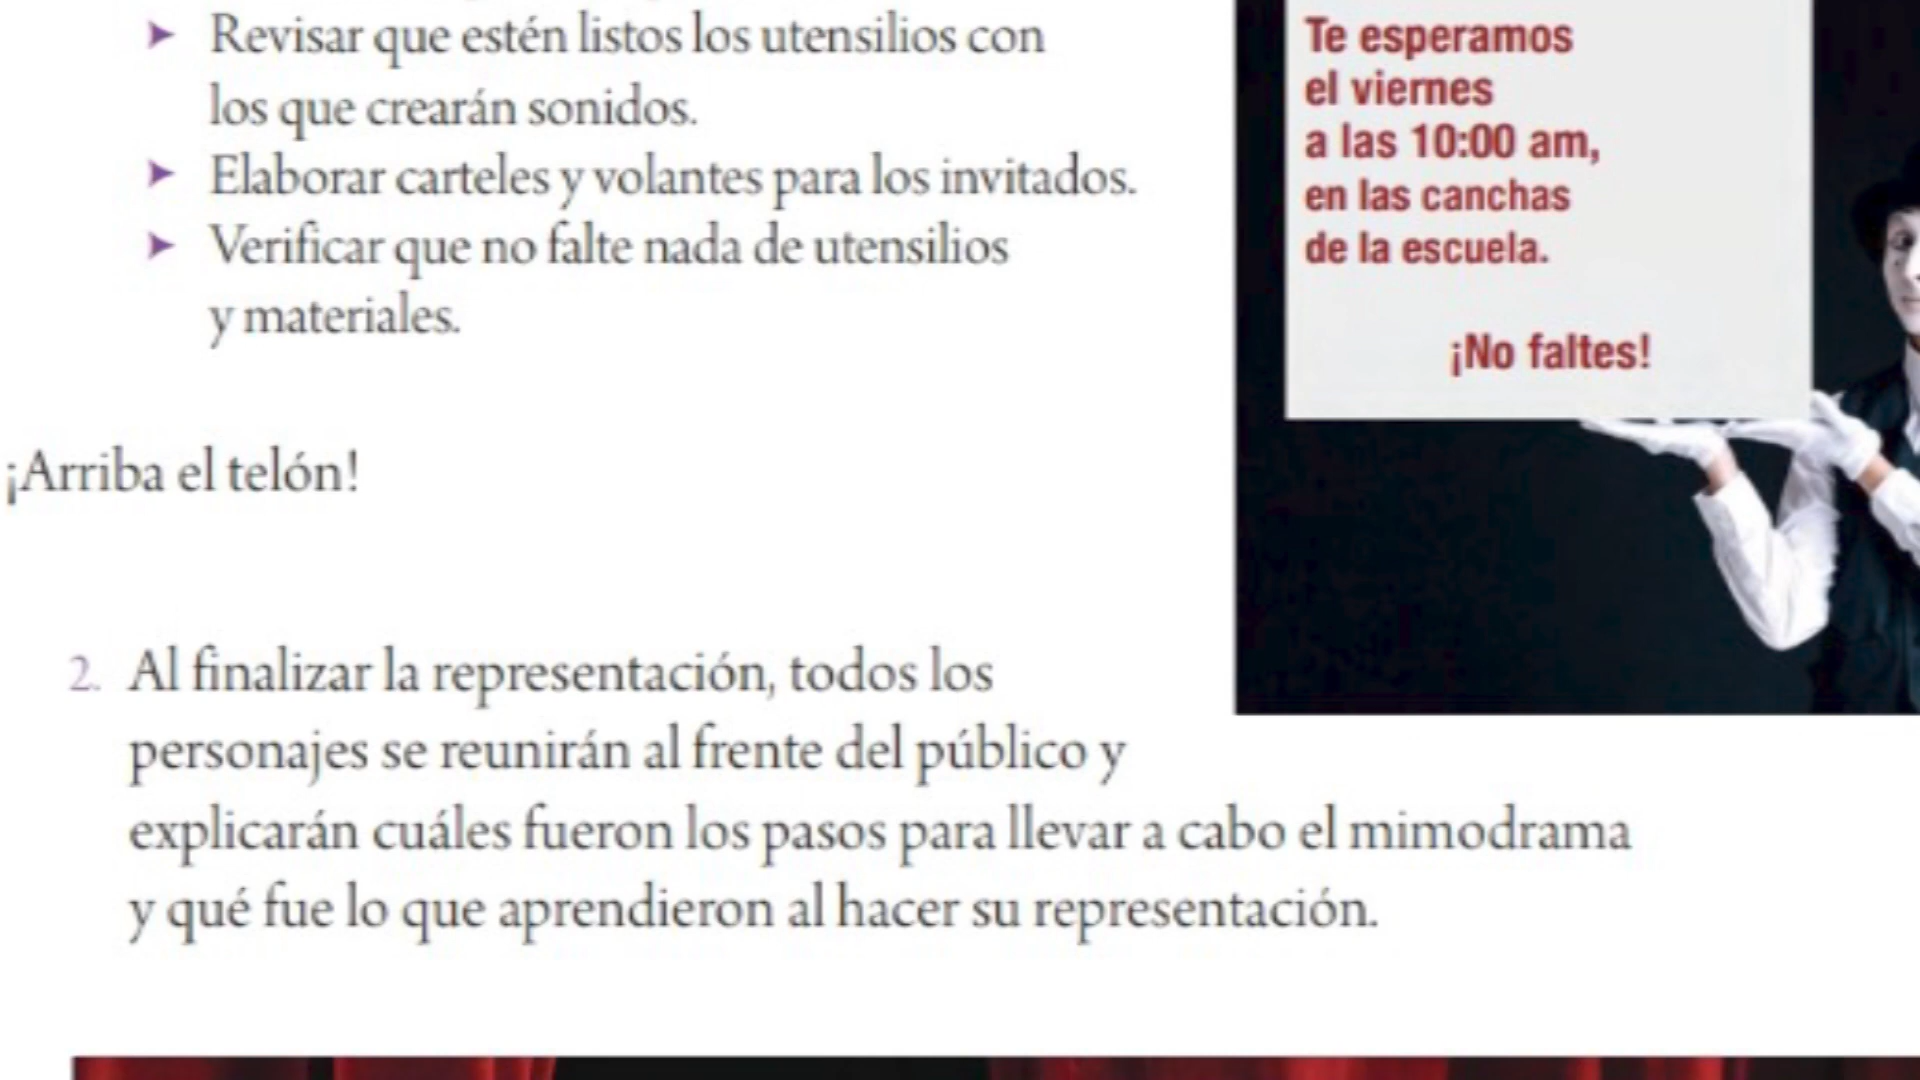 Revisar que estén listos los utensilios con
los que crearán sonidos.
Elaborar carteles y volantes para los invitados.
Verificar que no falte nada de utensilios
y materiales.
¡Arriba el telón!
2. Al finalizar la representación, todos los
personajes se reunirán al frente del público y
explicarán cuáles fueron los pasos para llevar a cabo el mimodrama
y qué fue lo que aprendieron al hacer su representación.
Te esperamos
el viernes
a las 10:00 am,
en las canchas
de la escuela.
¡No faltes!